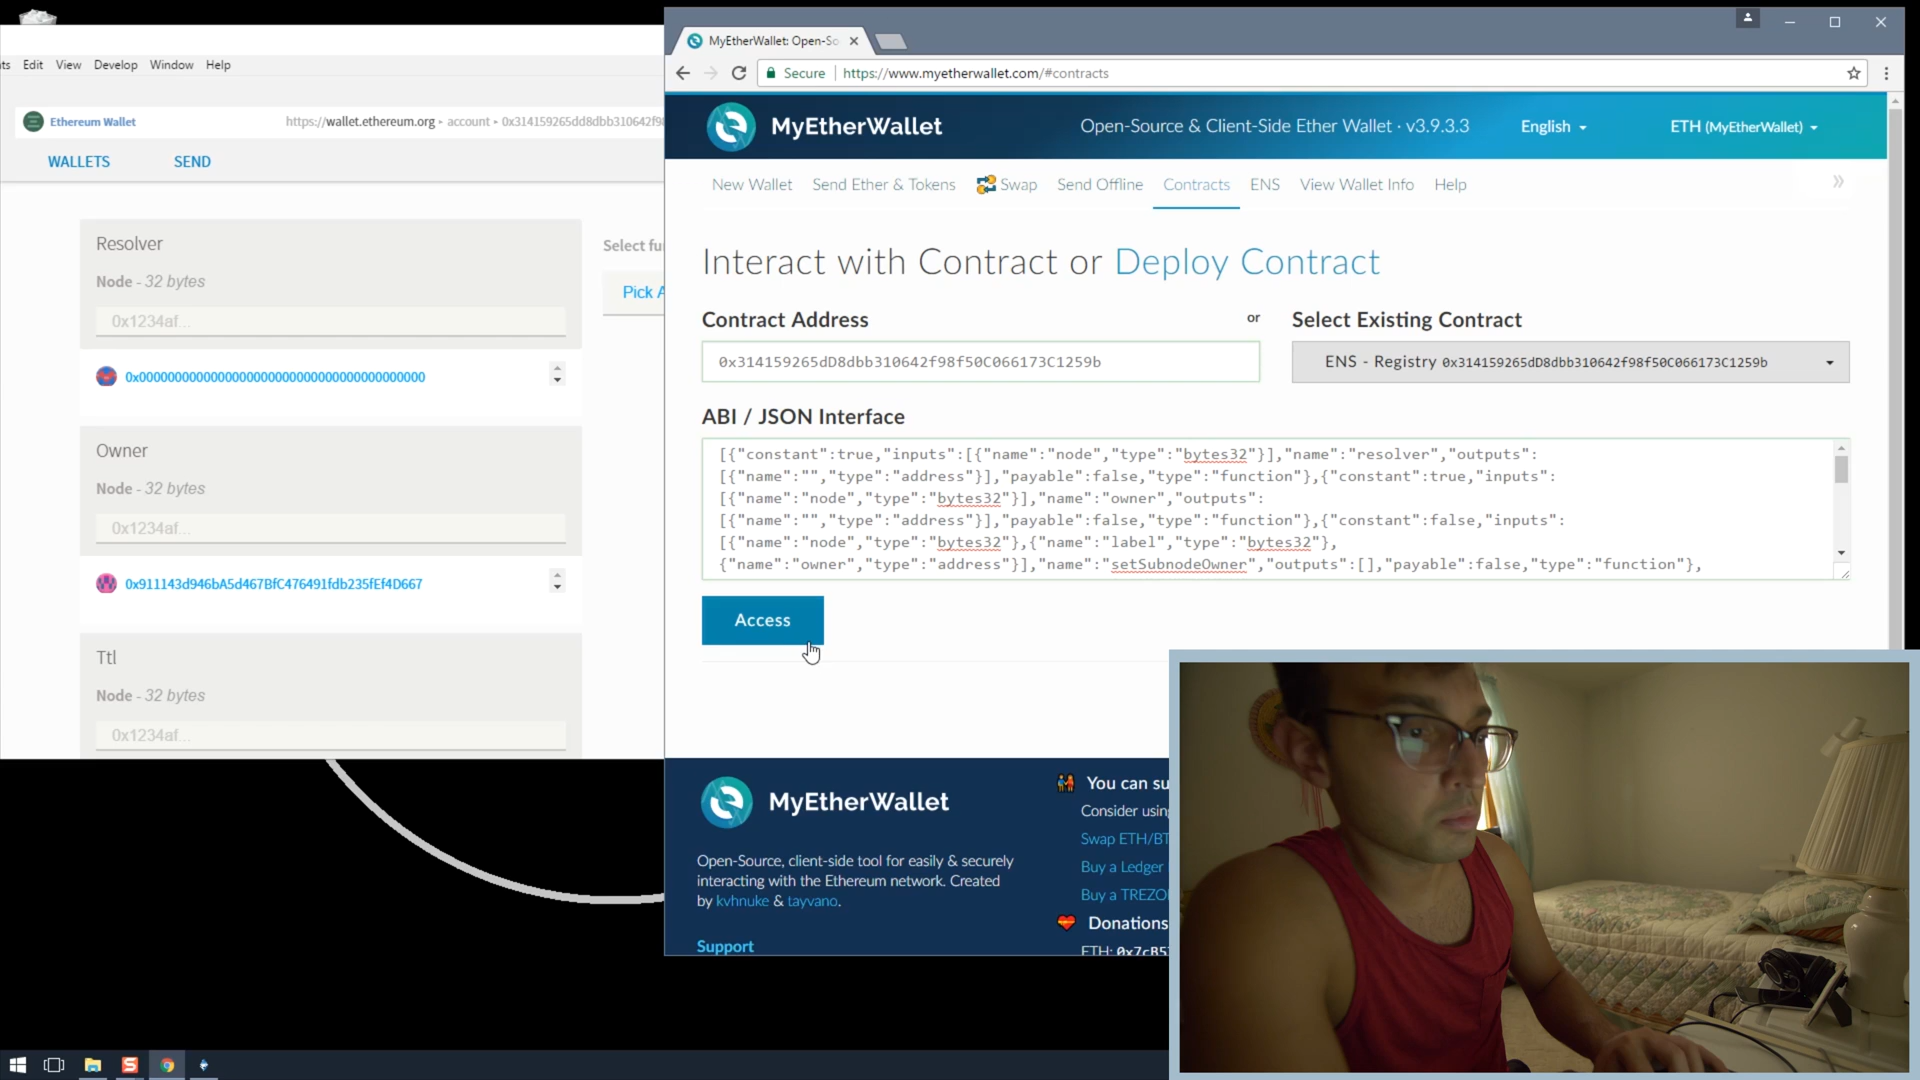 ts Edit View Develop Window Help
Ethereum Wallet
https://wallet.ethereum.org ▸ account ▸ 0x314159265dd8dbb310642f98
WALLETS SEND
Resolver
Node - 32 bytes
0x1234af...
0x0000000000000000000000000000000000000000
Owner
Node - 32 bytes
0x1234af...
0x911143d946bA5d467BfC476491fdb235fEf4D667
Ttl
Node - 32 bytes
0x1234af...
Select fu
Pick A
MyEtherWallet: Open-So
Secure | https://www.myetherwallet.com/#contracts
MyEtherWallet
Open-Source & Client-Side Ether Wallet · v3.9.3.3
English
ETH (MyEtherWallet)
New Wallet Send Ether & Tokens Swap Send Offline Contracts ENS View Wallet Info Help »
Interact with Contract or Deploy Contract
Contract Address or Select Existing Contract
0x314159265dD8dbb310642f98f50C066173C1259b
ENS - Registry 0x314159265dD8dbb310642f98f50C066173C1259b
ABI / JSON Interface
[{"constant":true,"inputs":[{"name":"node","type":"bytes32"}],"name":"resolver","outputs":
[{"name":"","type":"address"}],"payable":false,"type":"function"},{"constant":true,"inputs":
[{"name":"node","type":"bytes32"}],"name":"owner","outputs":
[{"name":"","type":"address"}],"payable":false,"type":"function"},{"constant":false,"inputs":
[{"name":"node","type":"bytes32"},{"name":"label","type":"bytes32"},
{"name":"owner","type":"address"}],"name":"setSubnodeOwner","outputs":[],"payable":false,"type":"function"},
Access
MyEtherWallet
Open-Source, client-side tool for easily & securely
interacting with the Ethereum network. Created
by kvhnuke & tayvano.
Support
You can su
Consider using
Swap ETH/BT
Buy a Ledger
Buy a TREZO
Donations
ETH: 0x7cB5